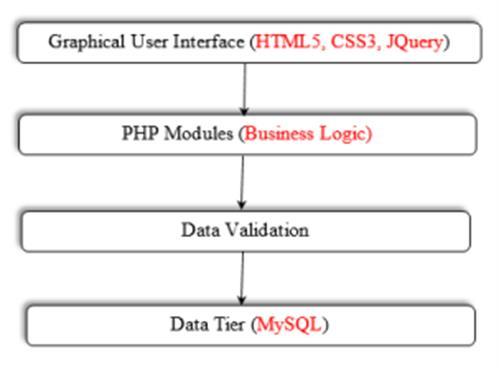 Graphical User Interface (HTML5, CSS3, JQuery)
PHP Modules (Business Logic)
Data Validation
Data Tier (MySQL)